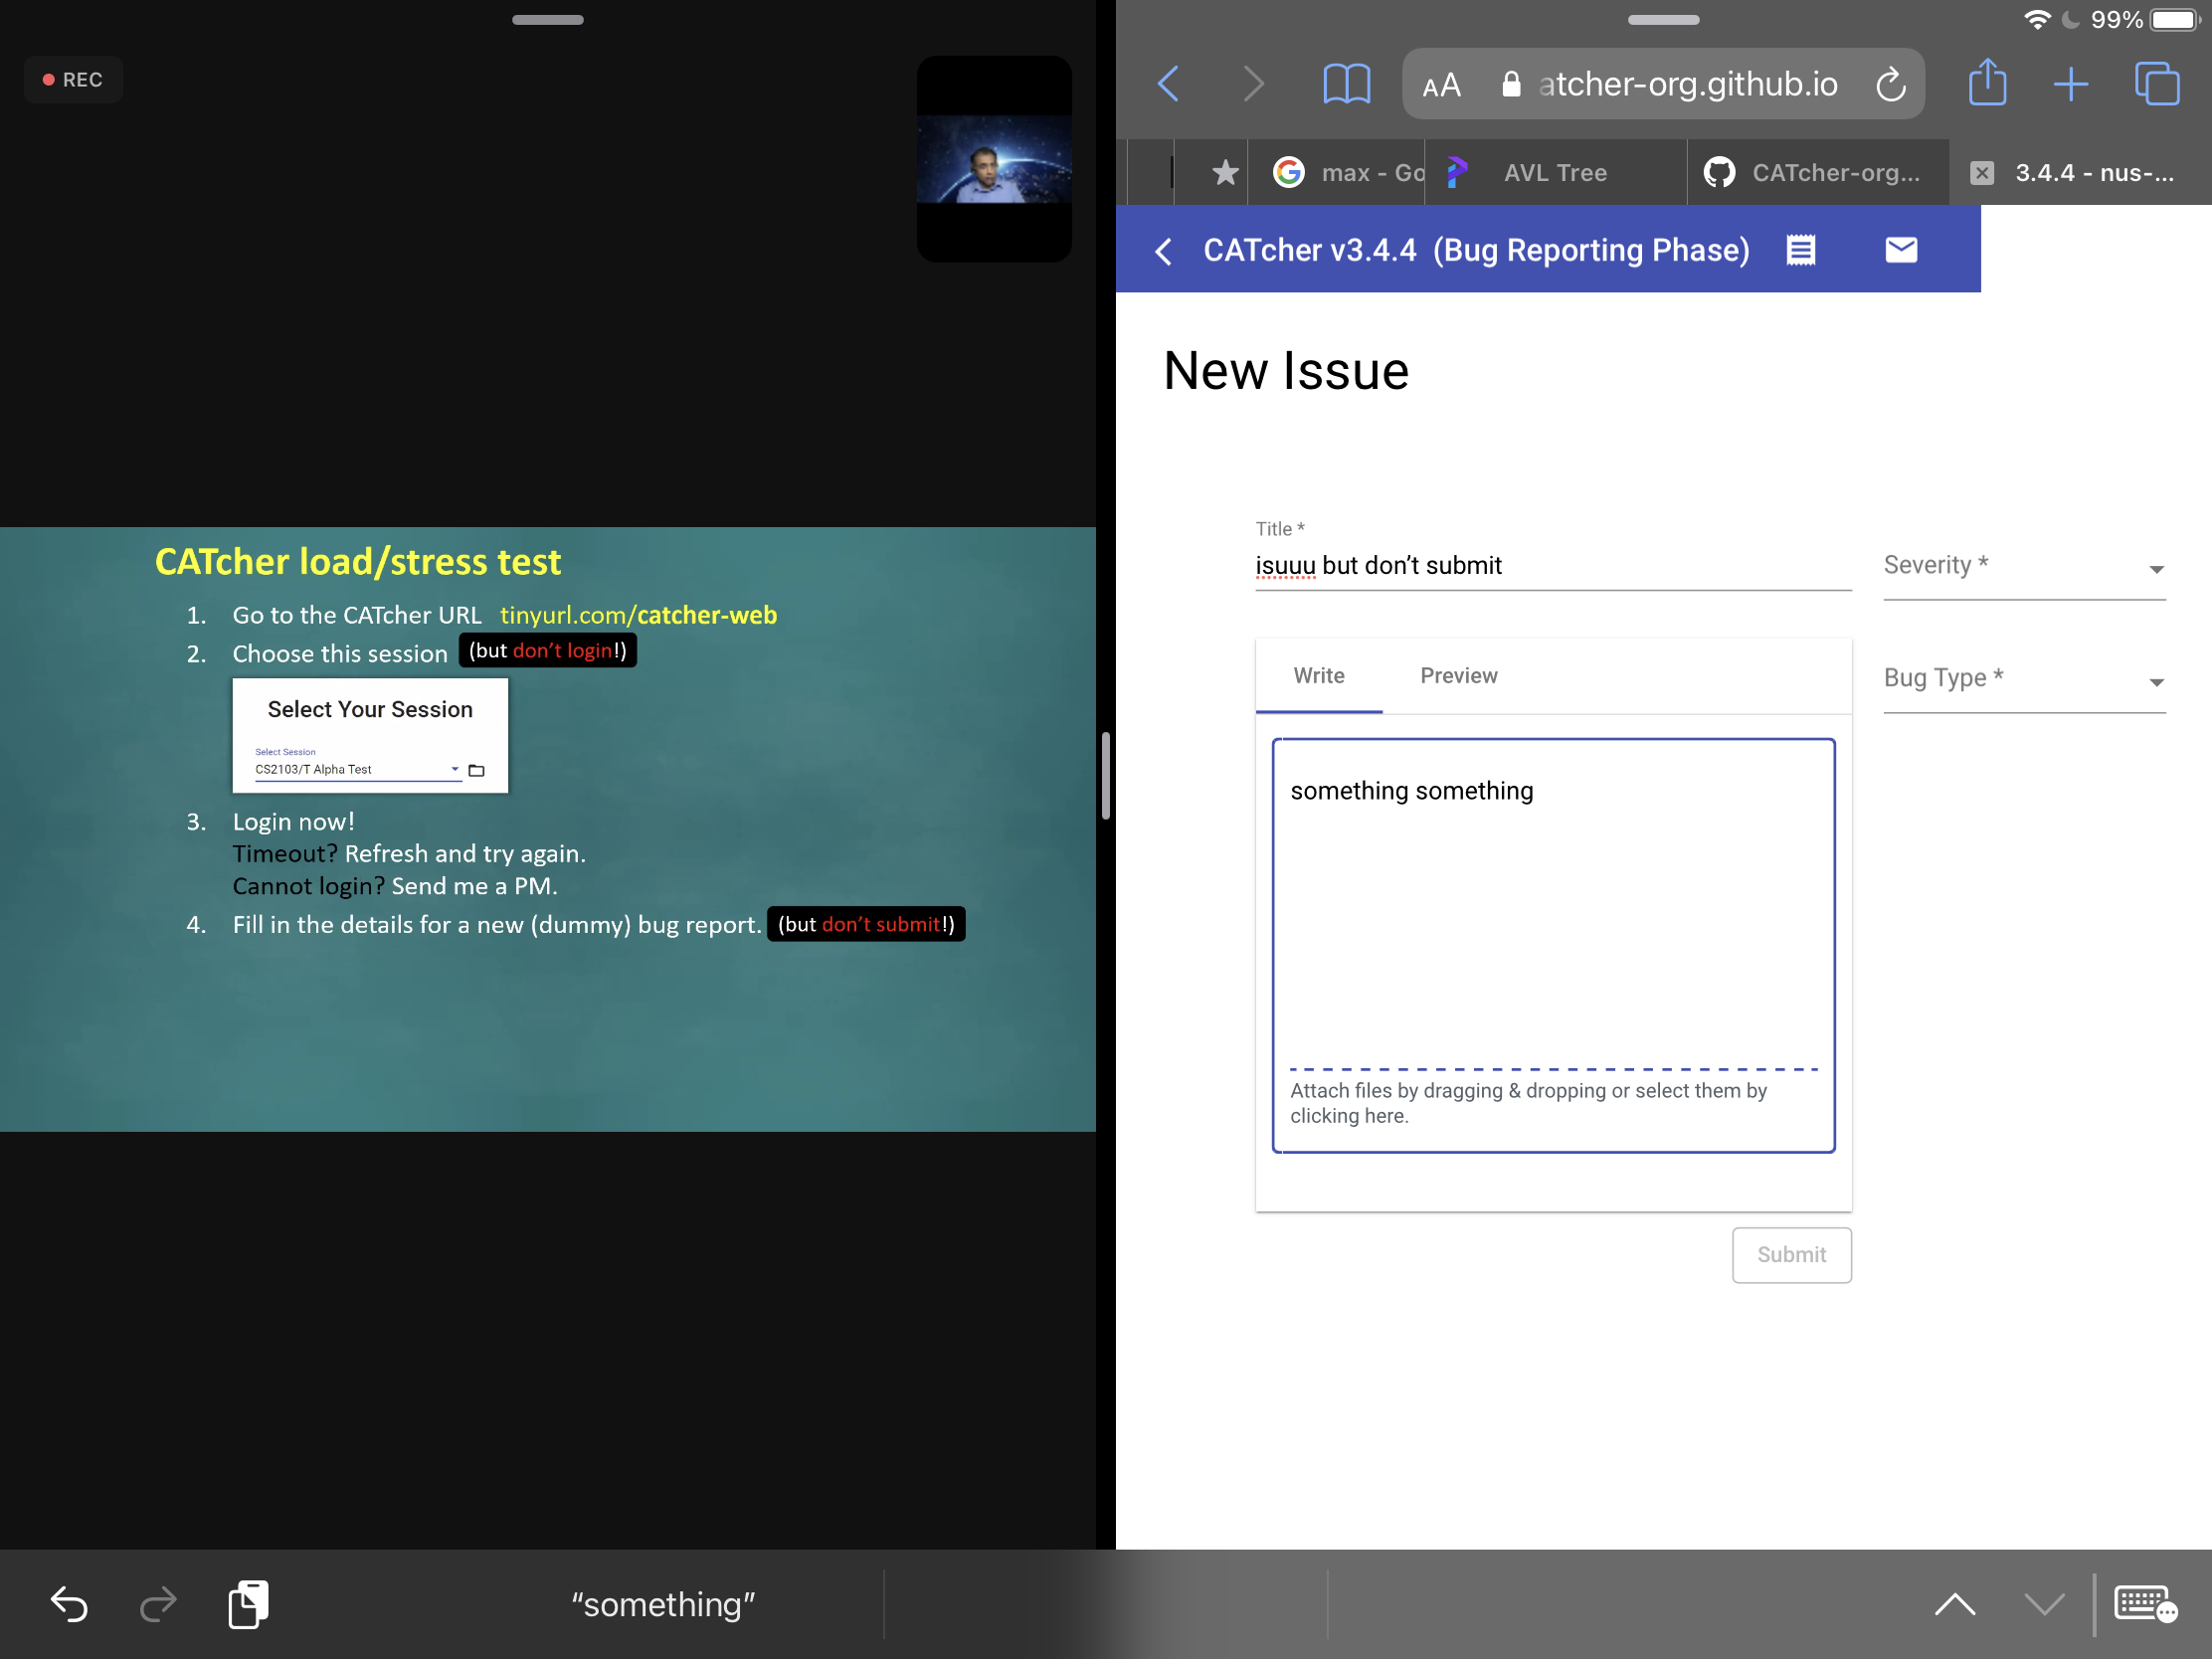 REC
CATcher load/stress test
1. Go to the CATcher URL tinyurl.com/catcher-web
2. Choose this session (but don't login!)
Select Your Session
Select Session
CS2103/T Alpha Test
3. Login now!
Timeout? Refresh and try again.
Cannot login? Send me a PM.
4. Fill in the details for a new (dummy) bug report. (but don't submit!)
99%
AA atcher-org.github.io
max - Go
AVL Tree
CATcher-org...
3.4.4 - nus-...
CATcher v3.4.4 (Bug Reporting Phase)
New Issue
Title *
isuuu but don't submit
Severity *
Write Preview
Bug Type *
something something
Attach files by dragging & dropping or select them by
clicking here.
Submit
“something”